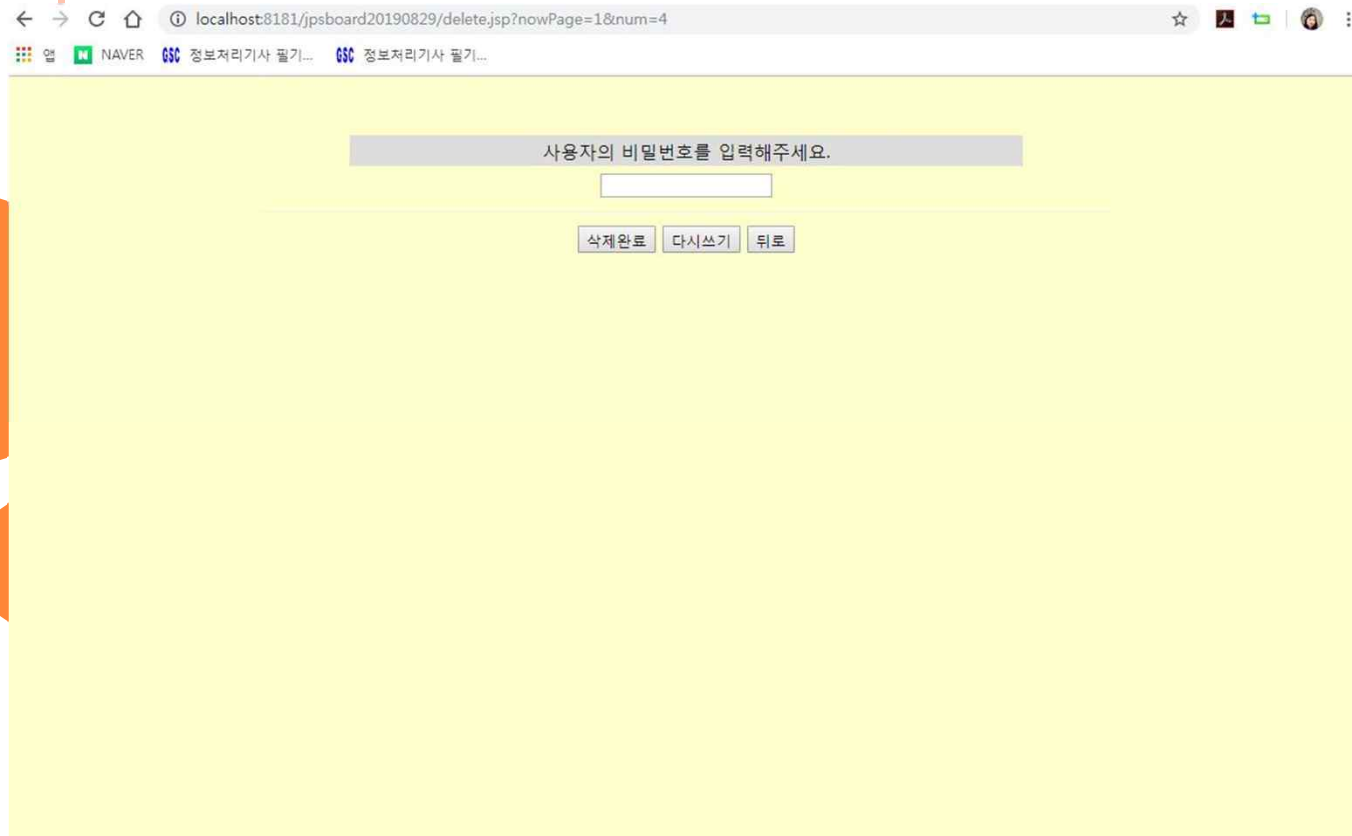 localhost:8181/jpsboard20190829/delete.jsp?nowPage=1&num=4
앱 NAVER GSC 정보처리기사 필기... GSC 정보처리기사 필기...
사용자의 비밀번호를 입력해주세요.
삭제완료 다시쓰기 뒤로